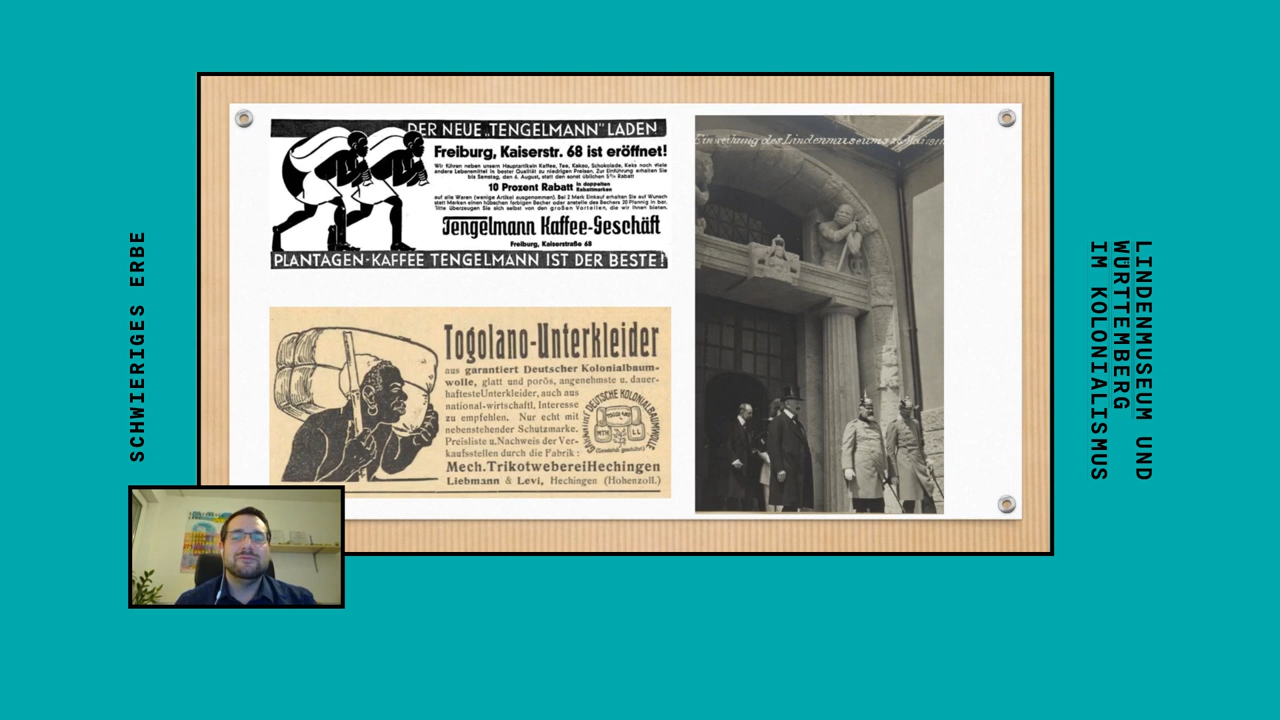 SCHWIERIGES ERBE
DER NEUE „TENGELMANN" LADEN
Freiburg, Kaiserstr. 68 ist eröffnet!
Wir führen neben unsern Hauptartikeln Kaffee, Tee, Kakao, Schokolade, Keks noch viele
andere Lebensmittel in bester Qualität zu niedrigen Preisen. Zur Einführung erhalten Sie
bis Samstag, den 6. August, statt den sonst üblichen 5% Rabatt
10 Prozent Rabatt in doppelten
Rabattmarken
auf alle Waren (wenige Artikel ausgenommen). Bei 2 Mark Einkauf erhalten Sie auf Wunsch
statt Marken einen hübschen farbigen Becher oder anstelle des Bechers 20 Pfennig in bar.
Bitte überzeugen Sie sich selbst von den großen Vorteilen, die wir Ihnen bieten.
Tengelmann Kaffee-Geschäft
Freiburg, Kaiserstraße 68
PLANTAGEN-KAFFEE TENGELMANN IST DER BESTE!
Togolano-Unterkleider
aus garantiert Deutscher Kolonialbaum-
wolle, glatt und porös, angenehmste u. dauer-
hafteste Unterkleider, auch aus
national-wirtschaftl. Interesse
zu empfehlen. Nur echt mit
nebenstehender Schutzmarke.
Preisliste u. Nachweis der Ver-
kaufsstellen durch die Fabrik:
Mech. Trikotweberei Hechingen
Liebmann & Levi, Hechingen (Hohenzoll.)
DEUTSCHE KOLONIALBAUMWOLLE
Einweihung des Lindenmuseums
LINDENMUSEUM UND
WÜRTTEMBERG
IM KOLONIALISMUS